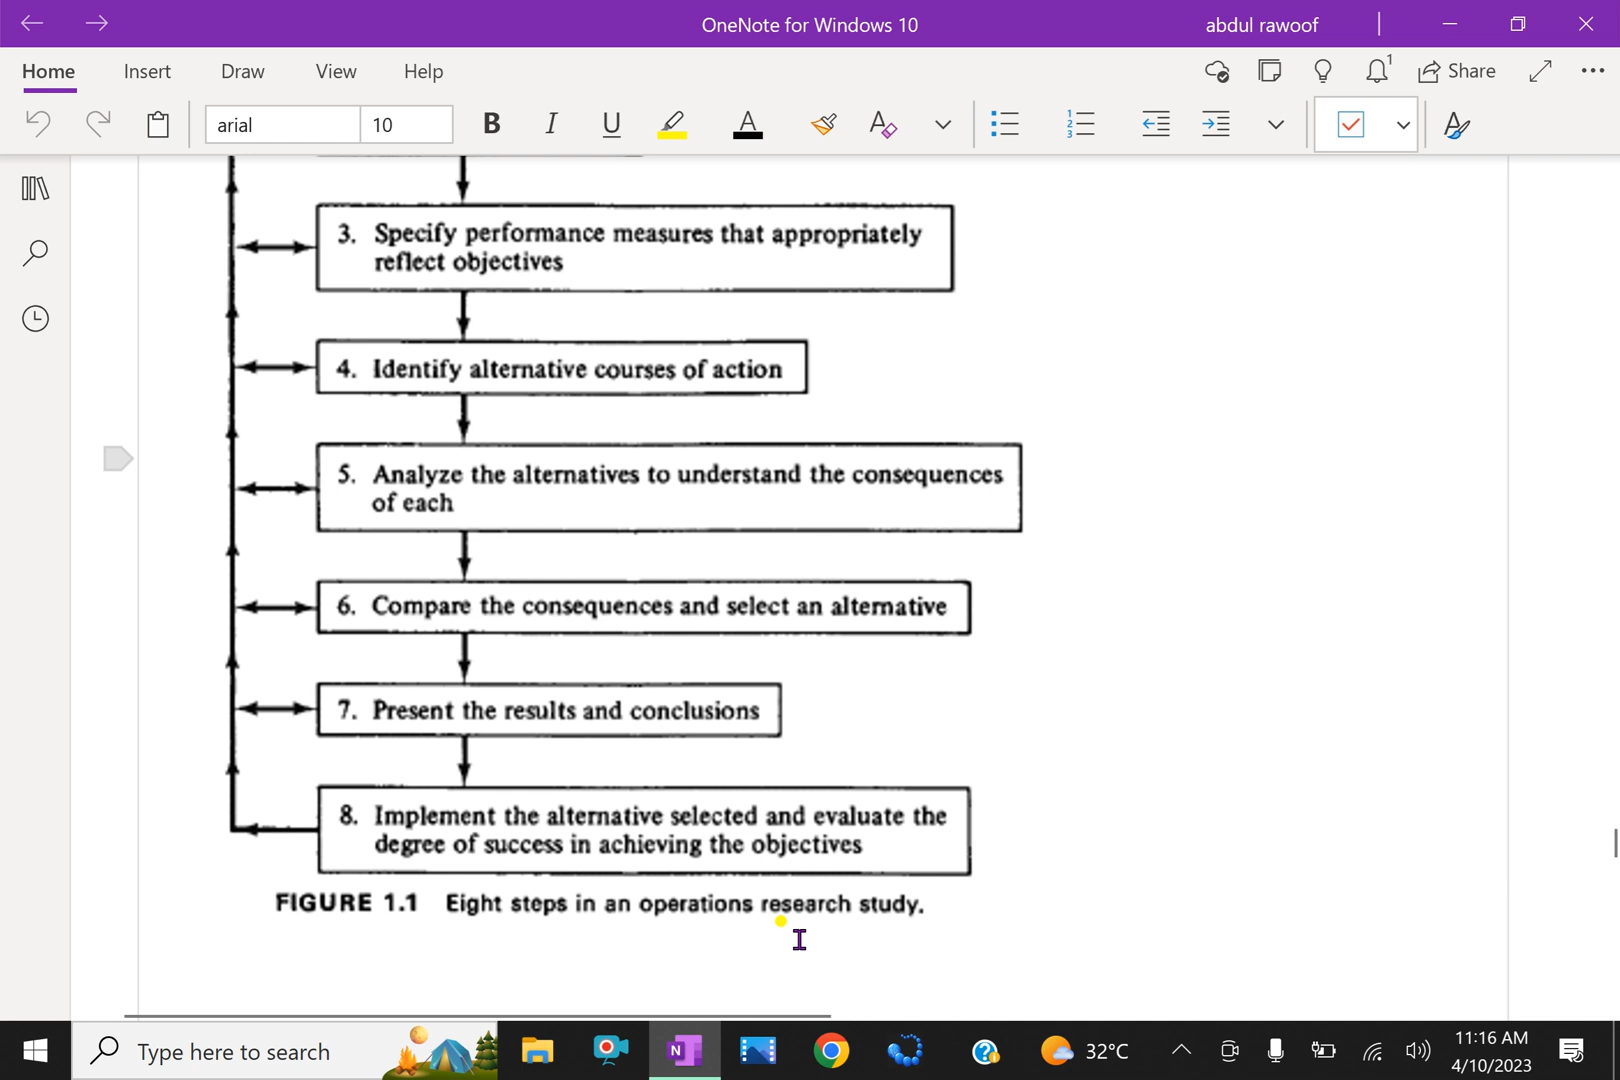 OneNote for Windows 10
abdul rawoof
Home
Insert
Draw
View
Help
1
Share
arial
10
B
I
U
A
A
1
2
3
A
3. Specify performance measures that appropriately
reflect objectives
4. Identify alternative courses of action
5. Analyze the alternatives to understand the consequences
of each
6. Compare the consequences and select an alternative
7. Present the results and conclusions
8. Implement the alternative selected and evaluate the
degree of success in achieving the objectives
FIGURE 1.1 Eight steps in an operations research study.
Type here to search
N
?
32°C
11:16 AM
4/10/2023